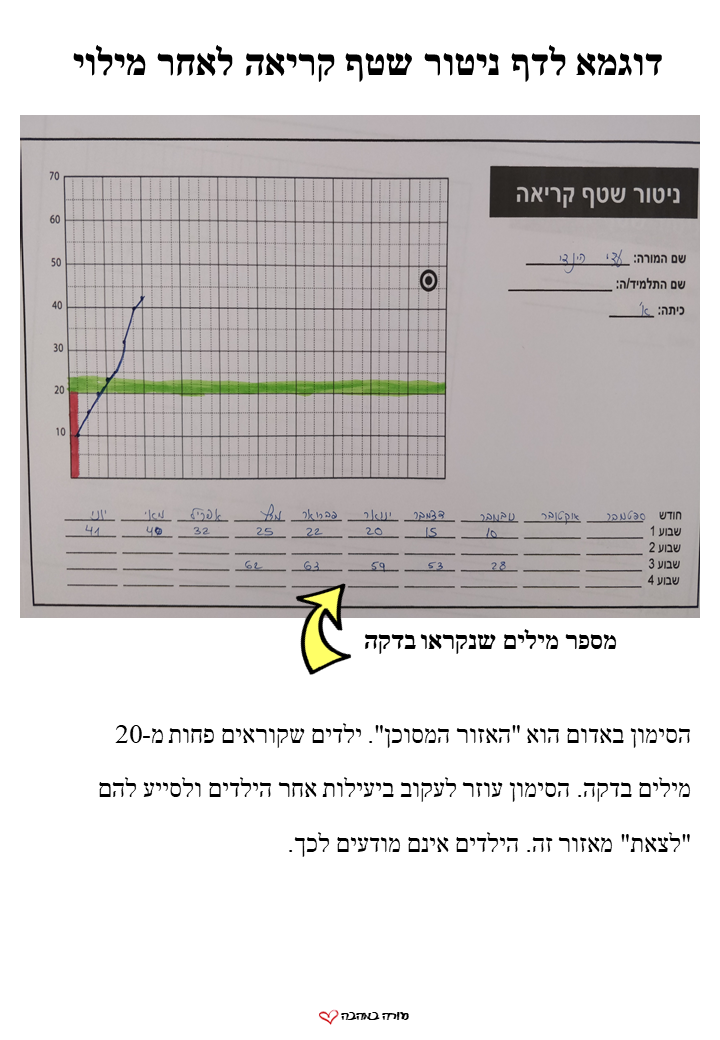 דוגמא לדף ניטור שטף קריאה לאחר מילוי
ניטור שטף קריאה
שם המורה: עדי הינדי
שם התלמיד/ה:
כיתה: א'
70
60
50
40
30
20
10
חודש ספטמבר אוקטובר נובמבר דצמבר ינואר פברואר מרץ אפריל מאי יוני
שבוע 1 10 15 20 22 25 32 40 41
שבוע 2
שבוע 3 28 53 59 63 62
שבוע 4
מספר מילים שנקראו בדקה
הסימון באדום הוא "האזור המסוכן". ילדים שקוראים פחות מ-20
מילים בדקה. הסימון עוזר לעקוב ביעילות אחר הילדים ולסייע להם
"לצאת" מאזור זה. הילדים אינם מודעים לכך.
מורה באהבה